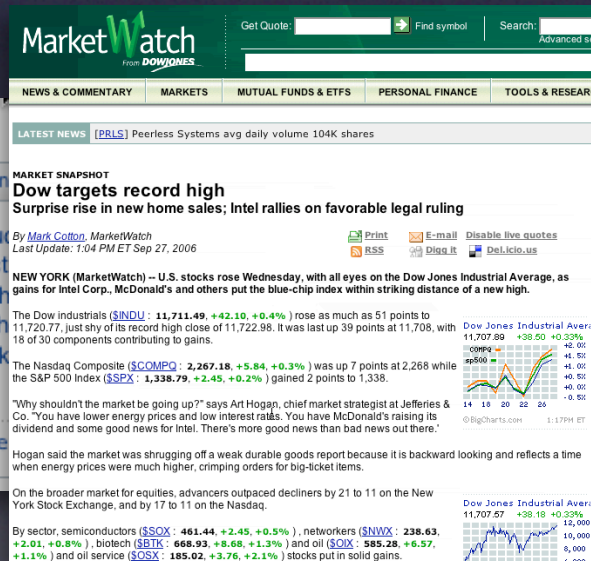 MarketWatch
From DOWJONES
Get Quote:
Find symbol
Search:
Advanced se
NEWS & COMMENTARY
MARKETS
MUTUAL FUNDS & ETFS
PERSONAL FINANCE
TOOLS & RESEAR
LATEST NEWS [PRLS] Peerless Systems avg daily volume 104K shares
MARKET SNAPSHOT
Dow targets record high
Surprise rise in new home sales; Intel rallies on favorable legal ruling
By Mark Cotton, MarketWatch
Last Update: 1:04 PM ET Sep 27, 2006
Print E-mail Disable live quotes
RSS Digg it Del.icio.us
NEW YORK (MarketWatch) -- U.S. stocks rose Wednesday, with all eyes on the Dow Jones Industrial Average, as
gains for Intel Corp., McDonald's and others put the blue-chip index within striking distance of a new high.
The Dow industrials ($INDU : 11,711.49, +42.10, +0.4% ) rose as much as 51 points to
11,720.77, just shy of its record high close of 11,722.98. It was last up 39 points at 11,708, with
18 of 30 components contributing to gains.
The Nasdaq Composite ($COMPQ : 2,267.18, +5.84, +0.3% ) was up 7 points at 2,268 while
the S&P 500 Index ($SPX : 1,338.79, +2.45, +0.2% ) gained 2 points to 1,338.
"Why shouldn't the market be going up?" says Art Hogan, chief market strategist at Jefferies &
Co. "You have lower energy prices and low interest rates. You have McDonald's raising its
dividend and some good news for Intel. There's more good news than bad news out there.'
Hogan said the market was shrugging off a weak durable goods report because it is backward looking and reflects a time
when energy prices were much higher, crimping orders for big-ticket items.
On the broader market for equities, advancers outpaced decliners by 21 to 11 on the New
York Stock Exchange, and by 17 to 11 on the Nasdaq.
By sector, semiconductors ($SOX : 461.44, +2.45, +0.5% ) , networkers ($NWX : 238.63,
+2.01, +0.8% ) , biotech ($BTK : 668.93, +8.68, +1.3% ) and oil ($OIX : 585.28, +6.57,
+1.1% ) and oil service ($OSX : 185.02, +3.76, +2.1% ) stocks put in solid gains.
Dow Jones Industrial Avera
11,707.89 +38.50 +0.33%
COMPQ
sp500
+2.0%
+1.5%
+1.0%
+0.5%
0.0%
-0.5%
14 18 20 22 26
©BigCharts.com 1:17PM ET
Dow Jones Industrial Avera
11,707.57 +38.18 +0.33%
12,000
10,000
8,000
6,000